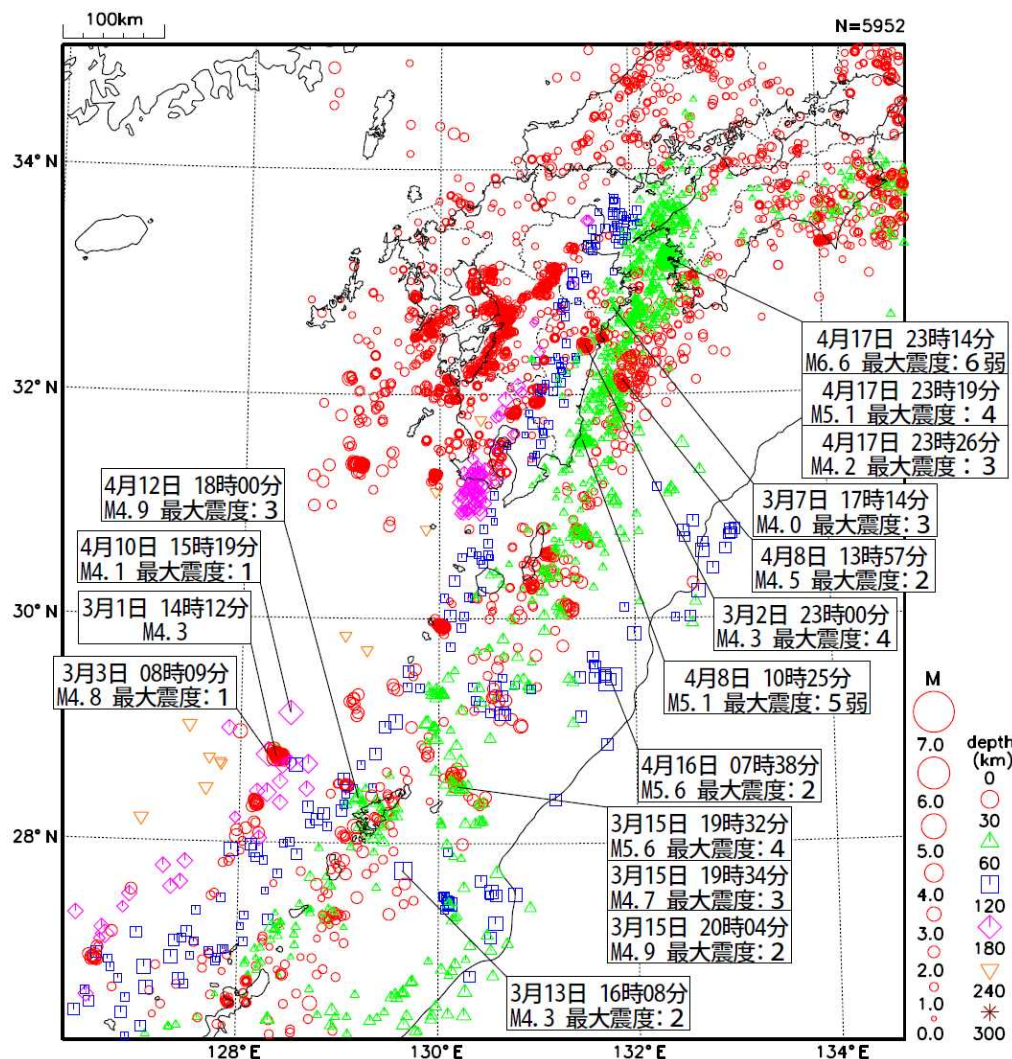 100km
N=5952
34°N
32°N
30°N
28°N
128°E
130°E
132°E
134°E
4月17日 23時14分
M6.6 最大震度:6弱
4月17日 23時19分
M5.1 最大震度:4
4月17日 23時26分
M4.2 最大震度:3
3月7日 17時14分
M4.0 最大震度:3
4月8日 13時57分
M4.5 最大震度:2
3月2日 23時00分
M4.3 最大震度:4
4月8日 10時25分
M5.1 最大震度:5弱
4月16日 07時38分
M5.6 最大震度:2
3月15日 19時32分
M5.6 最大震度:4
3月15日 19時34分
M4.7 最大震度:3
3月15日 20時04分
M4.9 最大震度:2
3月13日 16時08分
M4.3 最大震度:2
4月12日 18時00分
M4.9 最大震度:3
4月10日 15時19分
M4.1 最大震度:1
3月1日 14時12分
M4.3
3月3日 08時09分
M4.8 最大震度:1
M
7.0
6.0
5.0
4.0
3.0
2.0
1.0
0.0
depth
(km)
0
30
60
120
180
240
300